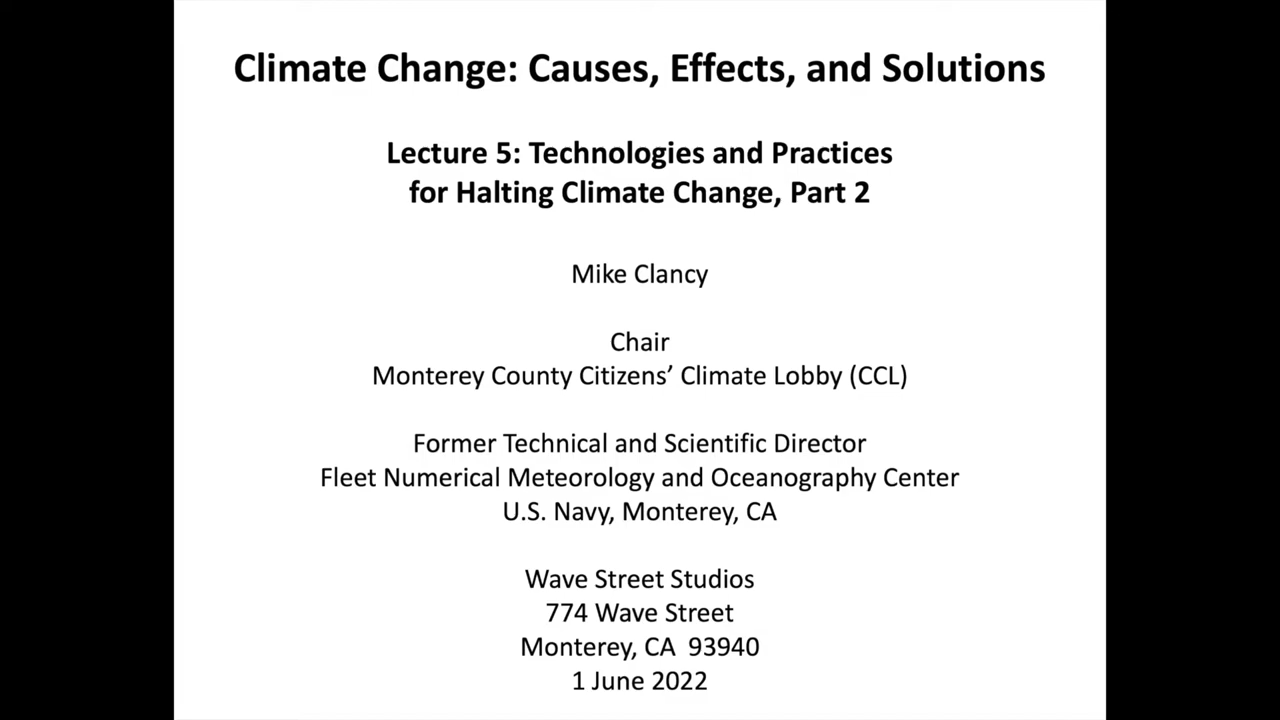 Climate Change: Causes, Effects, and Solutions
Lecture 5: Technologies and Practices
for Halting Climate Change, Part 2
Mike Clancy
Chair
Monterey County Citizens’ Climate Lobby (CCL)
Former Technical and Scientific Director
Fleet Numerical Meteorology and Oceanography Center
U.S. Navy, Monterey, CA
Wave Street Studios
774 Wave Street
Monterey, CA  93940
1 June 2022